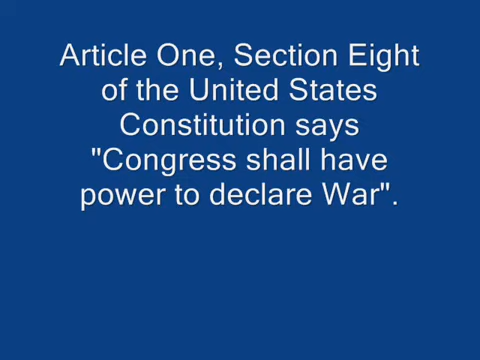 Article One, Section Eight
of the United States
Constitution says
"Congress shall have
power to declare War".